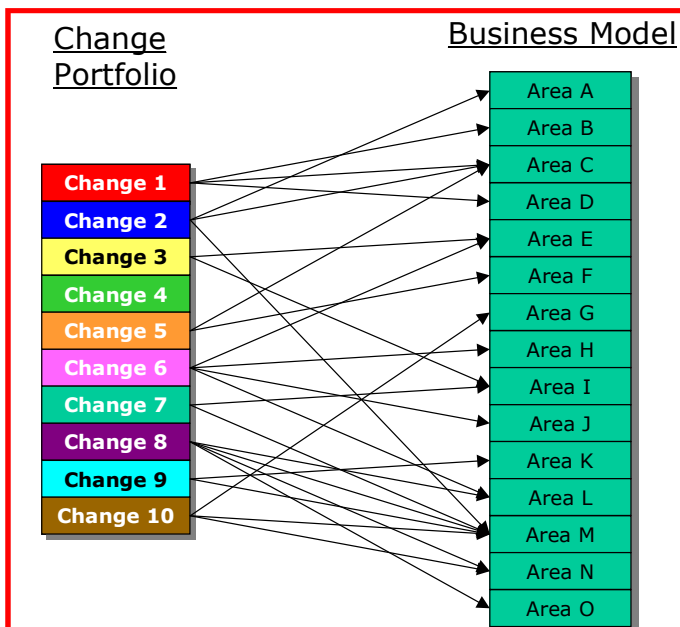 Change
Portfolio
Business Model
Change 1
Change 2
Change 3
Change 4
Change 5
Change 6
Change 7
Change 8
Change 9
Change 10
Area A
Area B
Area C
Area D
Area E
Area F
Area G
Area H
Area I
Area J
Area K
Area L
Area M
Area N
Area O